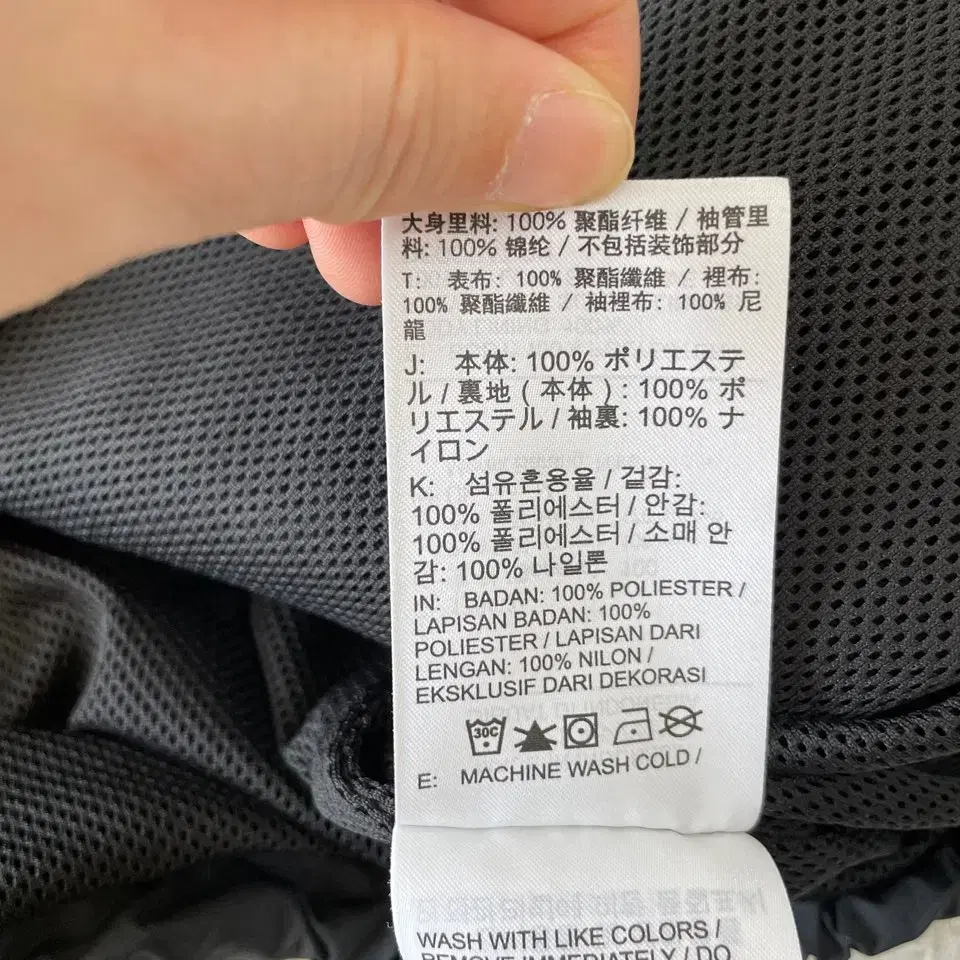 大身里料: 100% 聚酯纤维 / 袖管里
料: 100% 锦纶 / 不包括装饰部分
T: 表布: 100% 聚酯纖維 / 裡布:
100% 聚酯纖維 / 袖裡布: 100% 尼
龍
J: 本体: 100% ポリエステ
ル / 裏地 ( 本体 ) : 100% ポ
リエステル / 袖裏: 100% ナ
イロン
K: 섬유혼용율 / 겉감:
100% 폴리에스터 / 안감:
100% 폴리에스터 / 소매 안
감: 100% 나일론
IN: BADAN: 100% POLIESTER /
LAPISAN BADAN: 100%
POLIESTER / LAPISAN DARI
LENGAN: 100% NILON /
EKSKLUSIF DARI DEKORASI
30C
E: MACHINE WASH COLD /
WASH WITH LIKE COLORS /
REMOVE IMMEDIATELY / DO